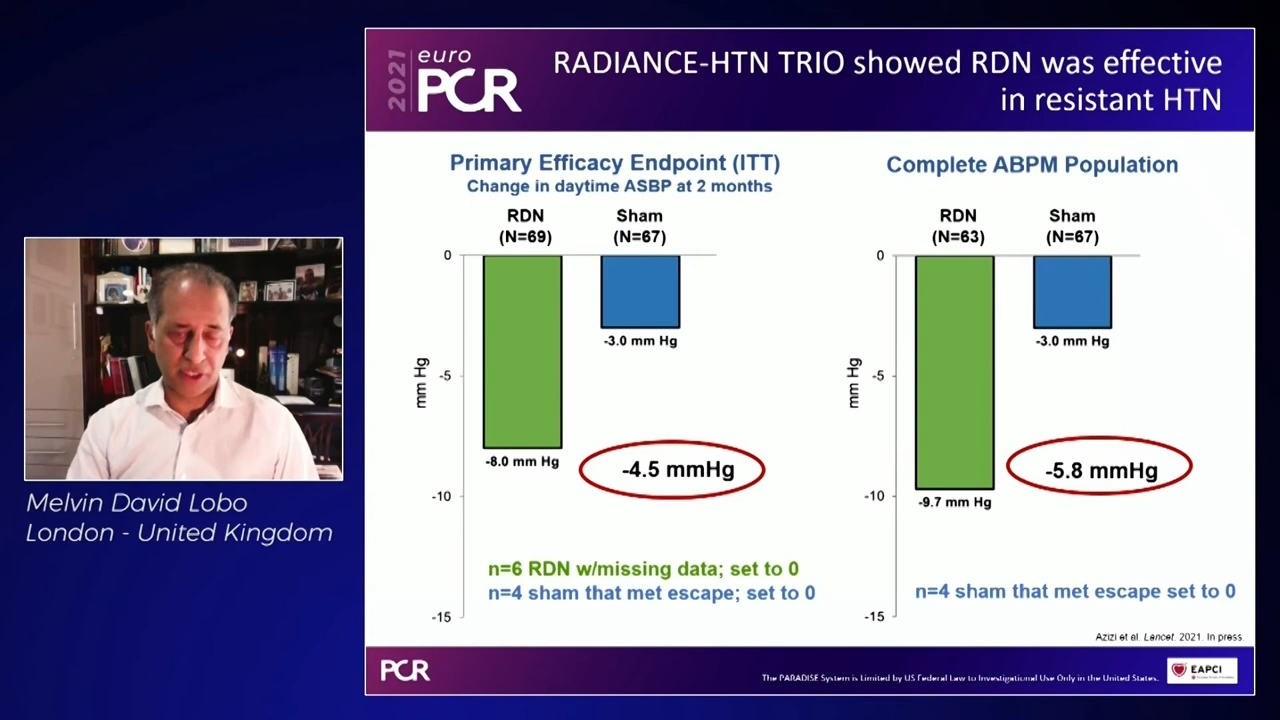 2021
euro
PCR
RADIANCE-HTN TRIO showed RDN was effective
in resistant HTN
Primary Efficacy Endpoint (ITT)
Change in daytime ASBP at 2 months
RDN
(N=69)
Sham
(N=67)
0
-5
-10
-15
mm Hg
-8.0 mm Hg
-3.0 mm Hg
-4.5 mmHg
n=6 RDN w/missing data; set to 0
n=4 sham that met escape; set to 0
Complete ABPM Population
RDN
(N=63)
Sham
(N=67)
0
-5
-10
-15
mm Hg
-9.7 mm Hg
-3.0 mm Hg
-5.8 mmHg
n=4 sham that met escape set to 0
Azizi et al. Lancet. 2021. In press.
Melvin David Lobo
London - United Kingdom
PCR
The PARADISE System is Limited by US Federal Law to Investigational Use Only in the United States.
EAPCI